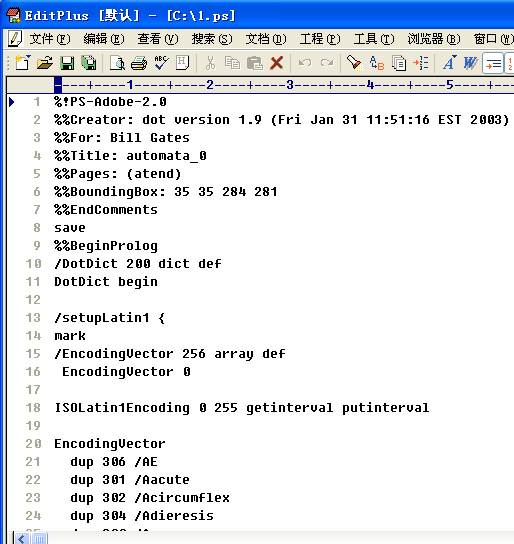 EditPlus [默认] - [C:\1.ps]
文件(F) 编辑(E) 查看(V) 搜索(S) 文档(D) 工程(P) 工具(T) 浏览器(B) 窗口(W)
----+----1----+----2----+----3----+----4----+----5----+--
1 %!PS-Adobe-2.0
2 %%Creator: dot version 1.9 (Fri Jan 31 11:51:16 EST 2003)
3 %%For: Bill Gates
4 %%Title: automata_0
5 %%Pages: (atend)
6 %%BoundingBox: 35 35 284 281
7 %%EndComments
8 save
9 %%BeginProlog
10 /DotDict 200 dict def
11 DotDict begin
12
13 /setupLatin1 {
14 mark
15 /EncodingVector 256 array def
16 EncodingVector 0
17
18 ISOLatin1Encoding 0 255 getinterval putinterval
19
20 EncodingVector
21 dup 306 /AE
22 dup 301 /Aacute
23 dup 302 /Acircumflex
24 dup 304 /Adieresis